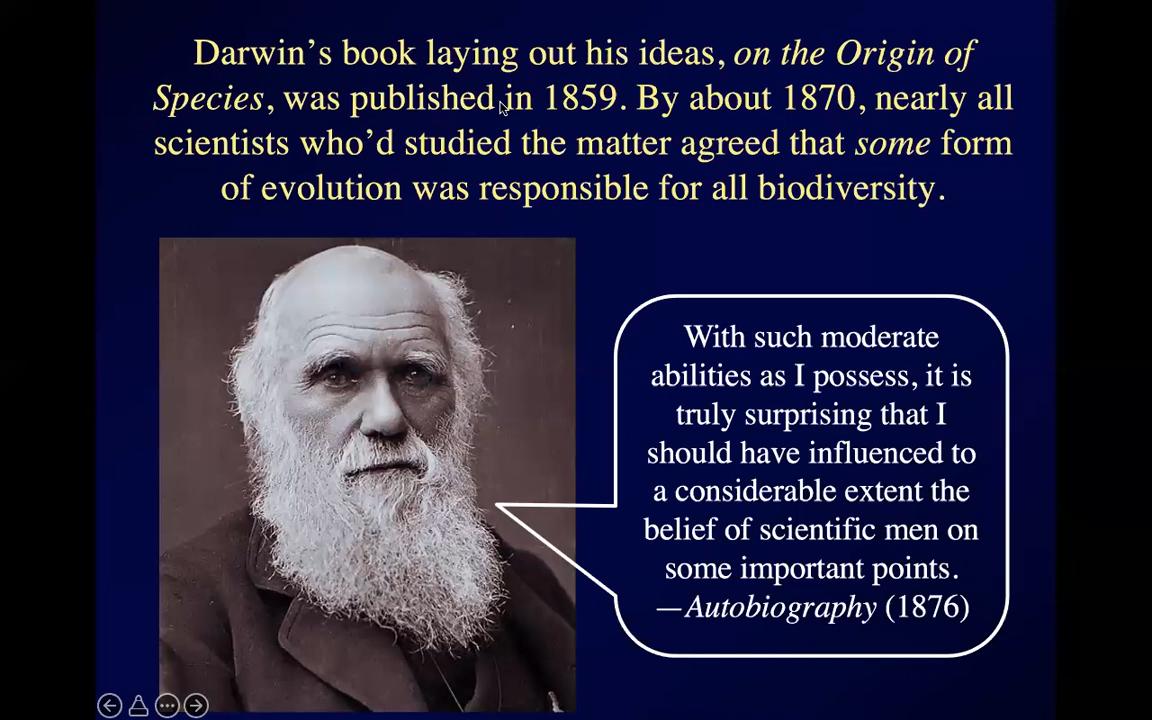 Darwin’s book laying out his ideas, on the Origin of
Species, was published in 1859. By about 1870, nearly all
scientists who’d studied the matter agreed that some form
of evolution was responsible for all biodiversity.
With such moderate
abilities as I possess, it is
truly surprising that I
should have influenced to
a considerable extent the
belief of scientific men on
some important points.
—Autobiography (1876)